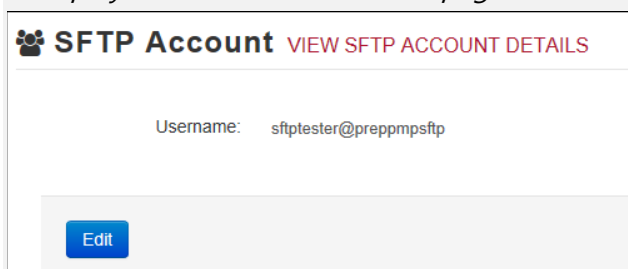 SFTP Account VIEW SFTP ACCOUNT DETAILS
Username: sftptester@preppmpsftp
Edit